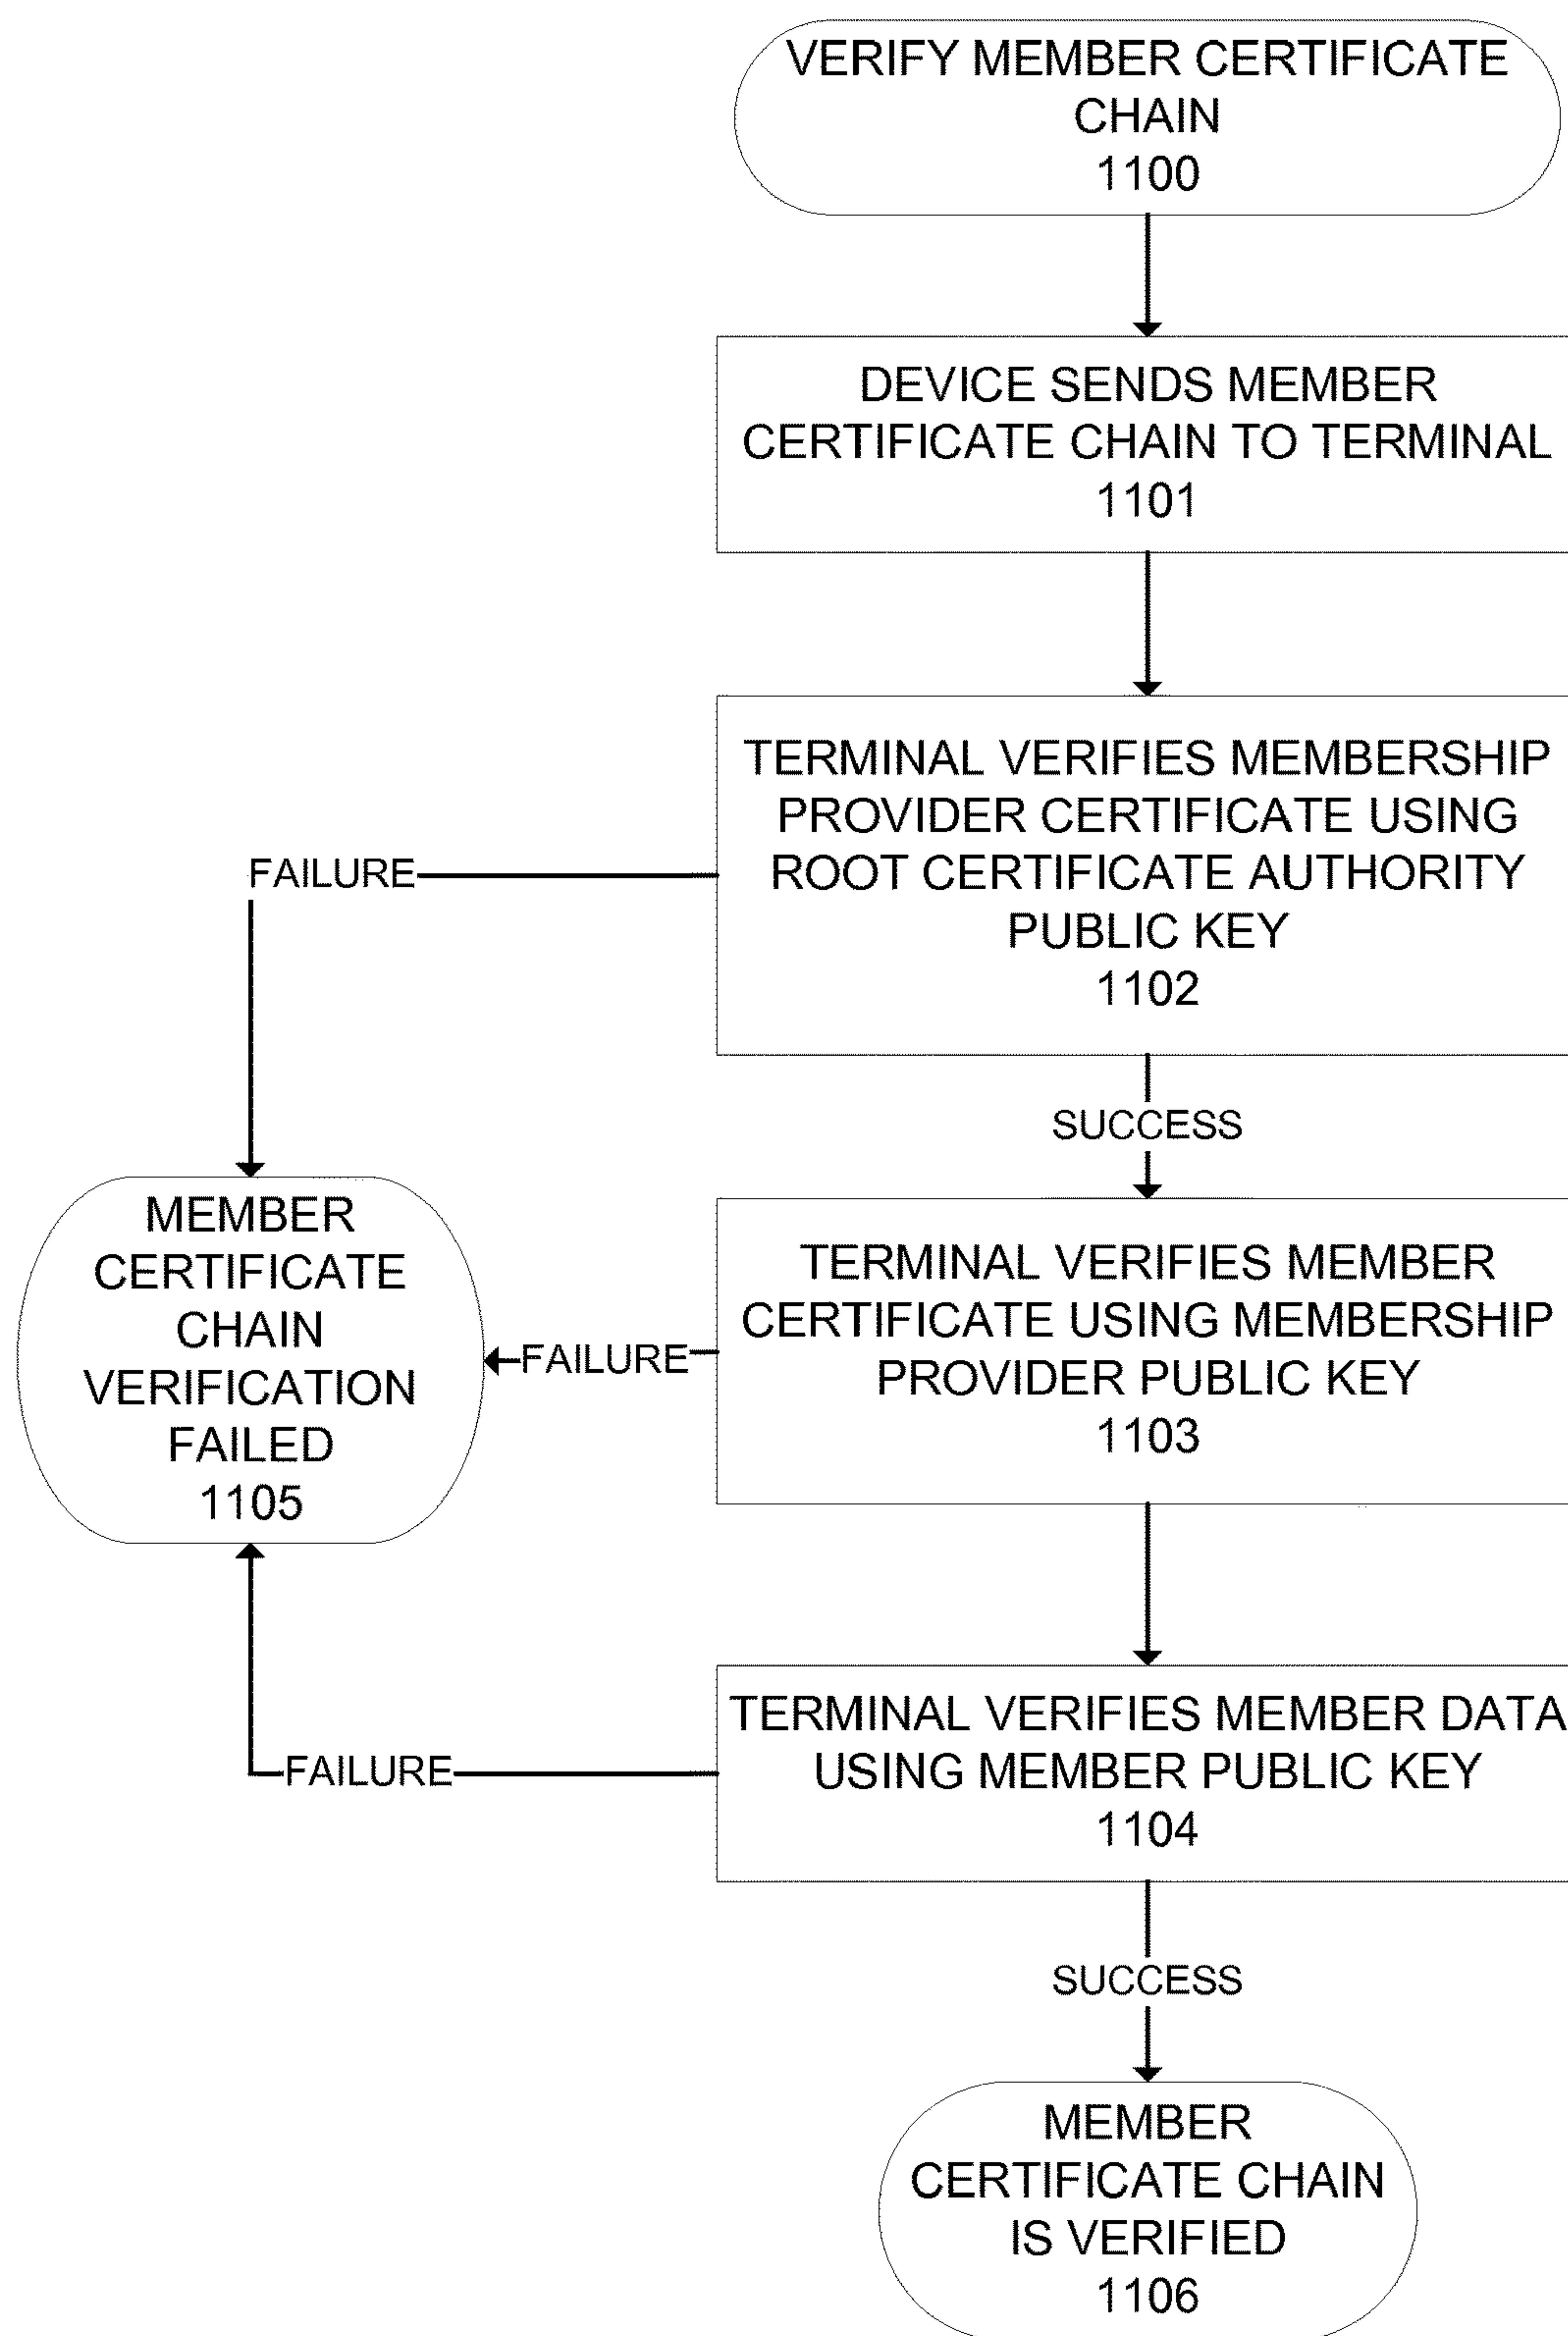 VERIFY MEMBER CERTIFICATE
CHAIN
1100
DEVICE SENDS MEMBER
CERTIFICATE CHAIN TO TERMINAL
1101
TERMINAL VERIFIES MEMBERSHIP
PROVIDER CERTIFICATE USING
ROOT CERTIFICATE AUTHORITY
PUBLIC KEY
1102
FAILURE
SUCCESS
TERMINAL VERIFIES MEMBER
CERTIFICATE USING MEMBERSHIP
PROVIDER PUBLIC KEY
1103
FAILURE
MEMBER
CERTIFICATE
CHAIN
VERIFICATION
FAILED
1105
TERMINAL VERIFIES MEMBER DATA
USING MEMBER PUBLIC KEY
1104
FAILURE
SUCCESS
MEMBER
CERTIFICATE CHAIN
IS VERIFIED
1106